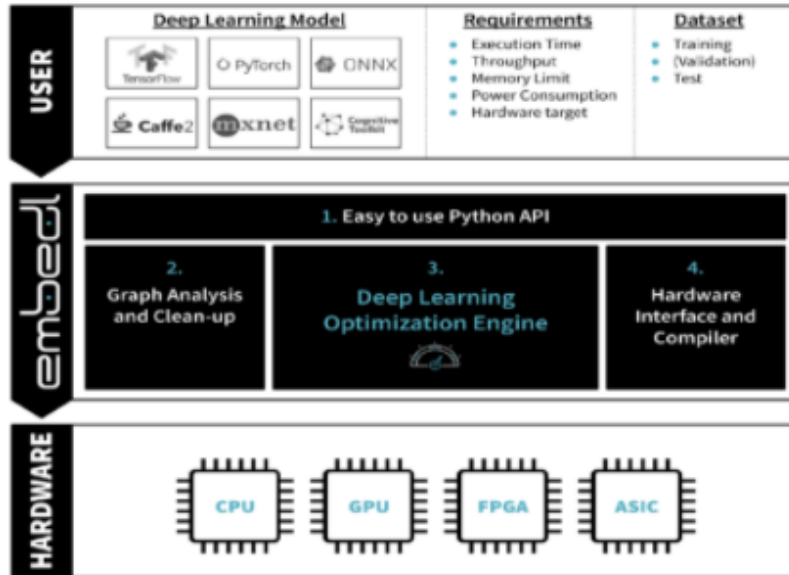 USER
Deep Learning Model
TensorFlow
PyTorch
ONNX
Caffe2
mxnet
Cognitive
Toolkit
Requirements
Execution Time
Throughput
Memory Limit
Power Consumption
Hardware target
Dataset
Training
(Validation)
Test
embedl
1. Easy to use Python API
2.
Graph Analysis
and Clean-up
3.
Deep Learning
Optimization Engine
4.
Hardware
Interface and
Compiler
HARDWARE
CPU
GPU
FPGA
ASIC